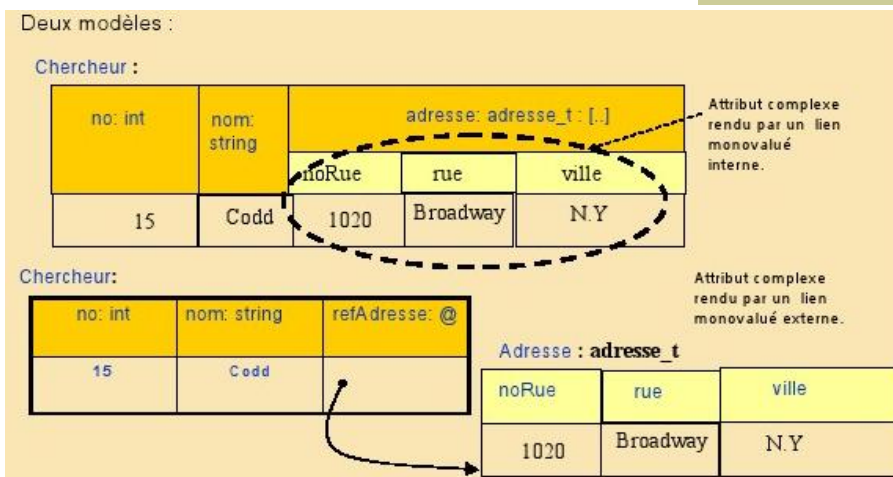 Deux modèles :
Chercheur :
no: int
nom:
string
adresse: adresse_t : [..]
Attribut complexe
rendu par un lien
monovalué
interne.
noRue
rue
ville
15
Codd
1020
Broadway
N.Y
Chercheur:
Attribut complexe
rendu par un lien
monovalué externe.
no: int
nom: string
refAdresse: @
15
Codd
Adresse : adresse_t
noRue
rue
ville
1020
Broadway
N.Y